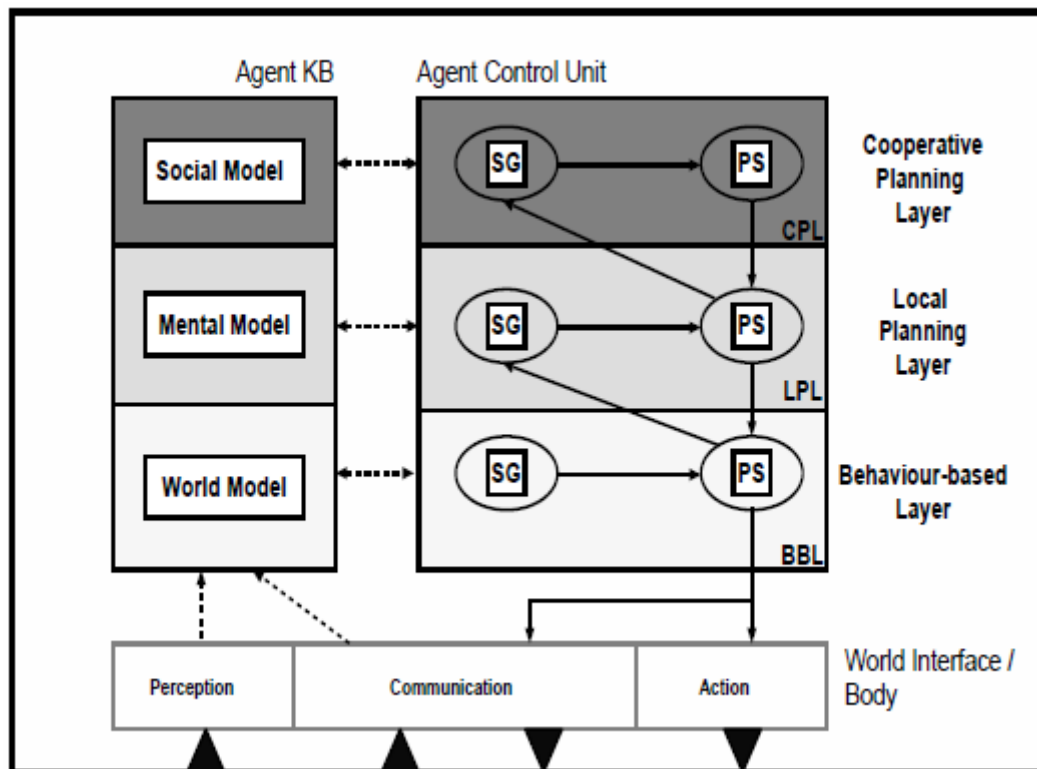 Agent KB
Agent Control Unit
Social Model
SG
PS
CPL
Cooperative
Planning
Layer
Mental Model
SG
PS
LPL
Local
Planning
Layer
World Model
SG
PS
BBL
Behaviour-based
Layer
Perception
Communication
Action
World Interface /
Body